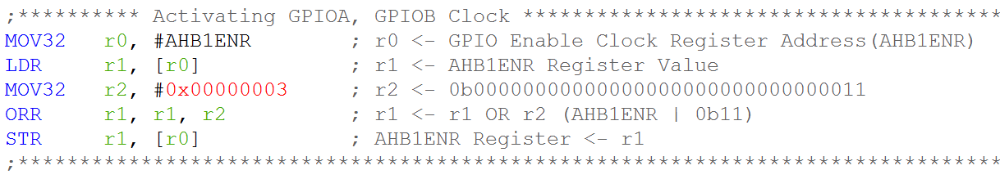 ;********** Activating GPIOA, GPIOB Clock ***************************************
MOV32   r0, #AHB1ENR        ; r0 <- GPIO Enable Clock Register Address(AHB1ENR)
LDR     r1, [r0]            ; r1 <- AHB1ENR Register Value
MOV32   r2, #0x00000003     ; r2 <- 0b00000000000000000000000000000011
ORR     r1, r1, r2          ; r1 <- r1 OR r2 (AHB1ENR | 0b11)
STR     r1, [r0]            ; AHB1ENR Register <- r1
;********************************************************************************